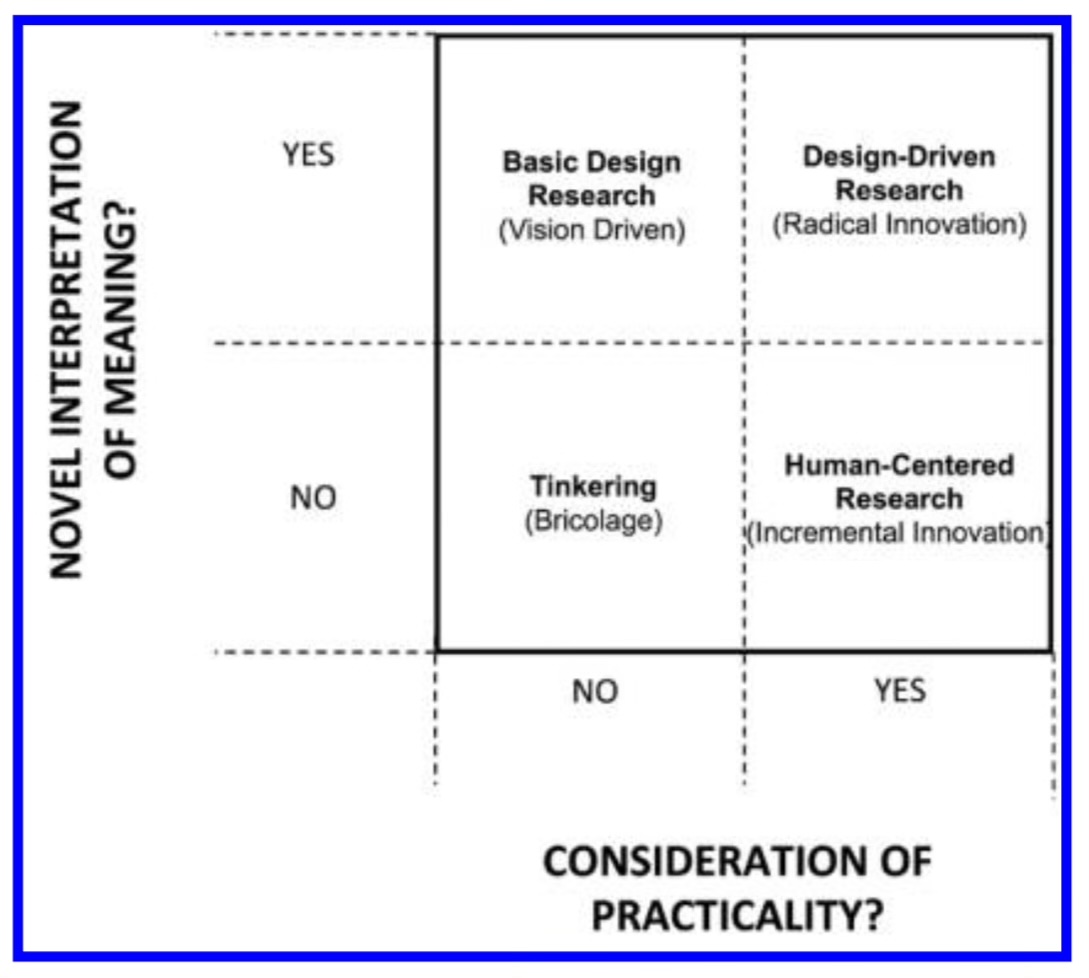 NOVEL INTERPRETATION
OF MEANING?
YES
Basic Design
Research
(Vision Driven)
Design-Driven
Research
(Radical Innovation)
NO
Tinkering
(Bricolage)
Human-Centered
Research
(Incremental Innovation)
NO
YES
CONSIDERATION OF
PRACTICALITY?